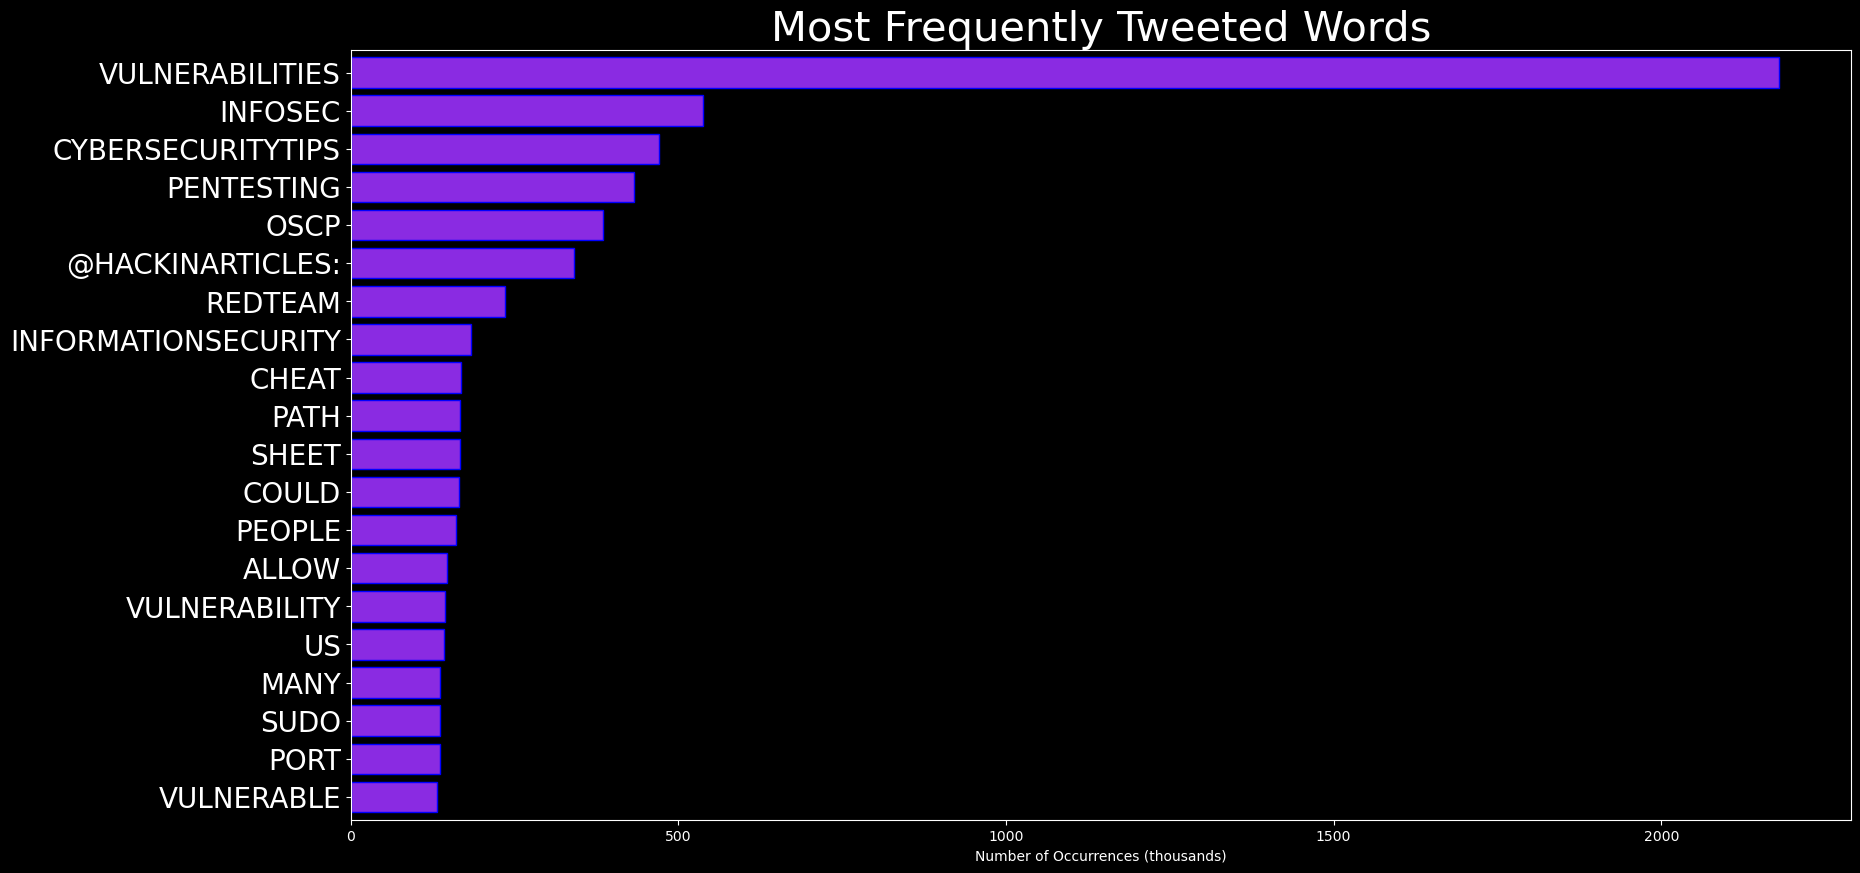 Most Frequently Tweeted Words
VULNERABILITIES
INFOSEC
CYBERSECURITYTIPS
PENTESTING
OSCP
@HACKINARTICLES:
REDTEAM
INFORMATIONSECURITY
CHEAT
PATH
SHEET
COULD
PEOPLE
ALLOW
VULNERABILITY
US
MANY
SUDO
PORT
VULNERABLE
0 500 1000 1500 2000
Number of Occurrences (thousands)